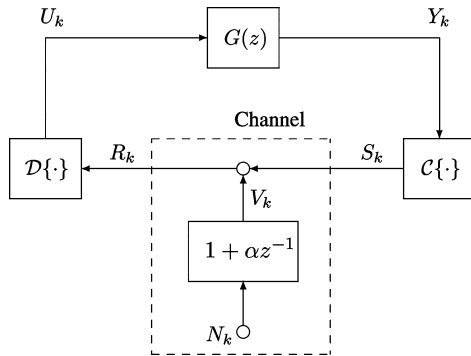 U_k
G(z)
Y_k
Channel
𝒟{·}
R_k
S_k
𝒞{·}
V_k
1 + αz⁻¹
N_k